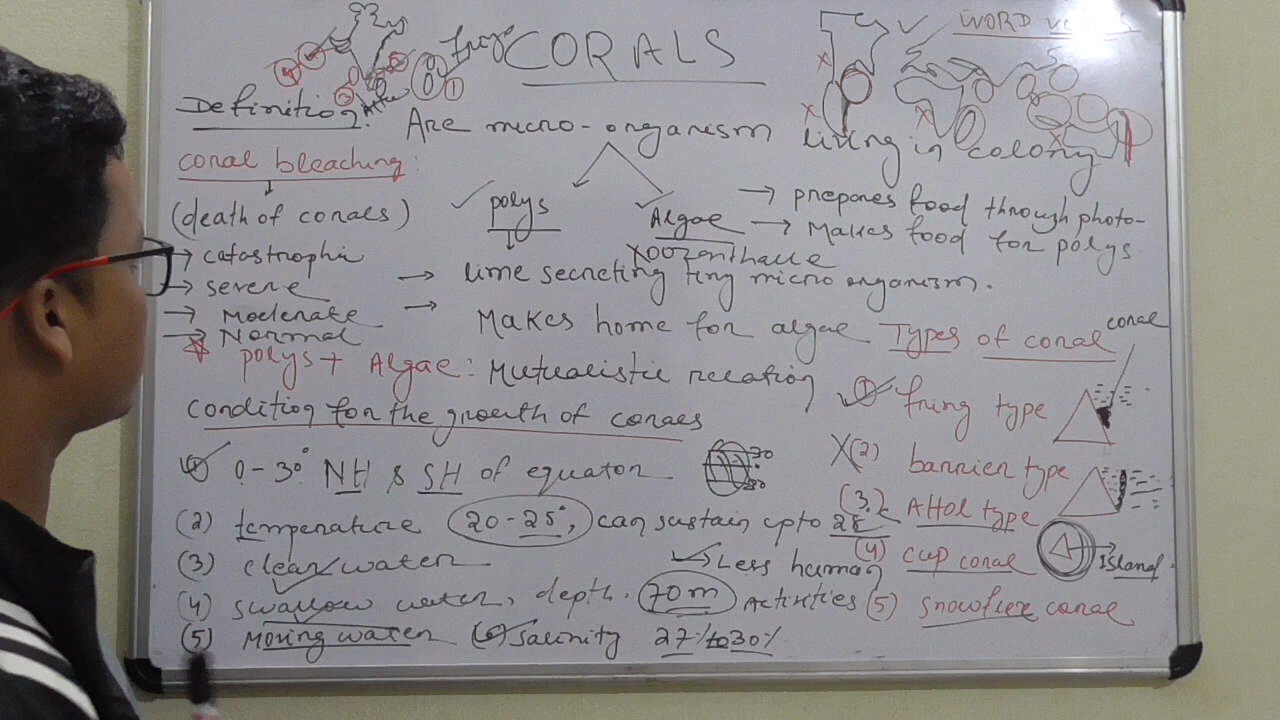 CORALS
Definition: Are micro-organism living in colony
coral bleaching:
(death of corals)
→ catastrophic
→ severe
→ Moderate
→ Normal
✓ polys
✓ Algae → prepares food through photo-
→ Makes food for polys
Xoozanthallae
→ lime secreting tiny micro organism.
→ Makes home for algae
polys + Algae: Mutualistic relation
condition for the growth of corals
(1) 0-30° NH & SH of equator
30
0
30
(2) temperature 20-25°, can sustain upto 28
(3) clear water
✓ Less human Activities
(4) swallow water, depth. 70m
(5) Moving water (6) Salinity 27% to 30%
Types of coral
coral
(1) fring type
(2) barrier type
(3) AHOL type
Island
(4) cup coral
(5) snowflex coral